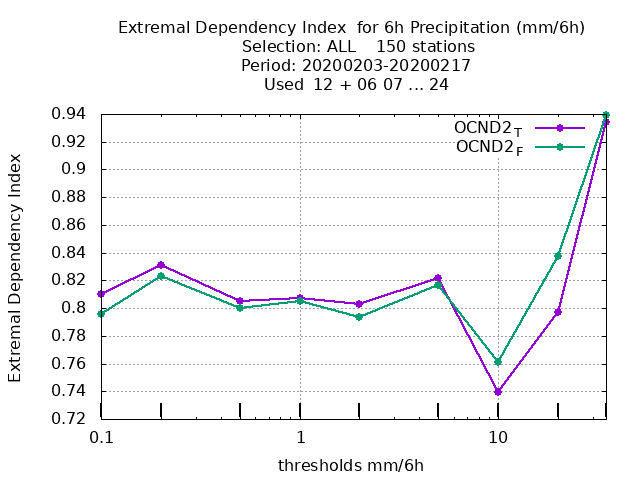 Extremal Dependency Index  for 6h Precipitation (mm/6h)
Selection: ALL    150 stations
Period: 20200203-20200217
Used  12 + 06 07 ... 24
OCND2T
OCND2F
Extremal Dependency Index
0.94
0.92
0.9
0.88
0.86
0.84
0.82
0.8
0.78
0.76
0.74
0.72
0.1 1 10
thresholds mm/6h